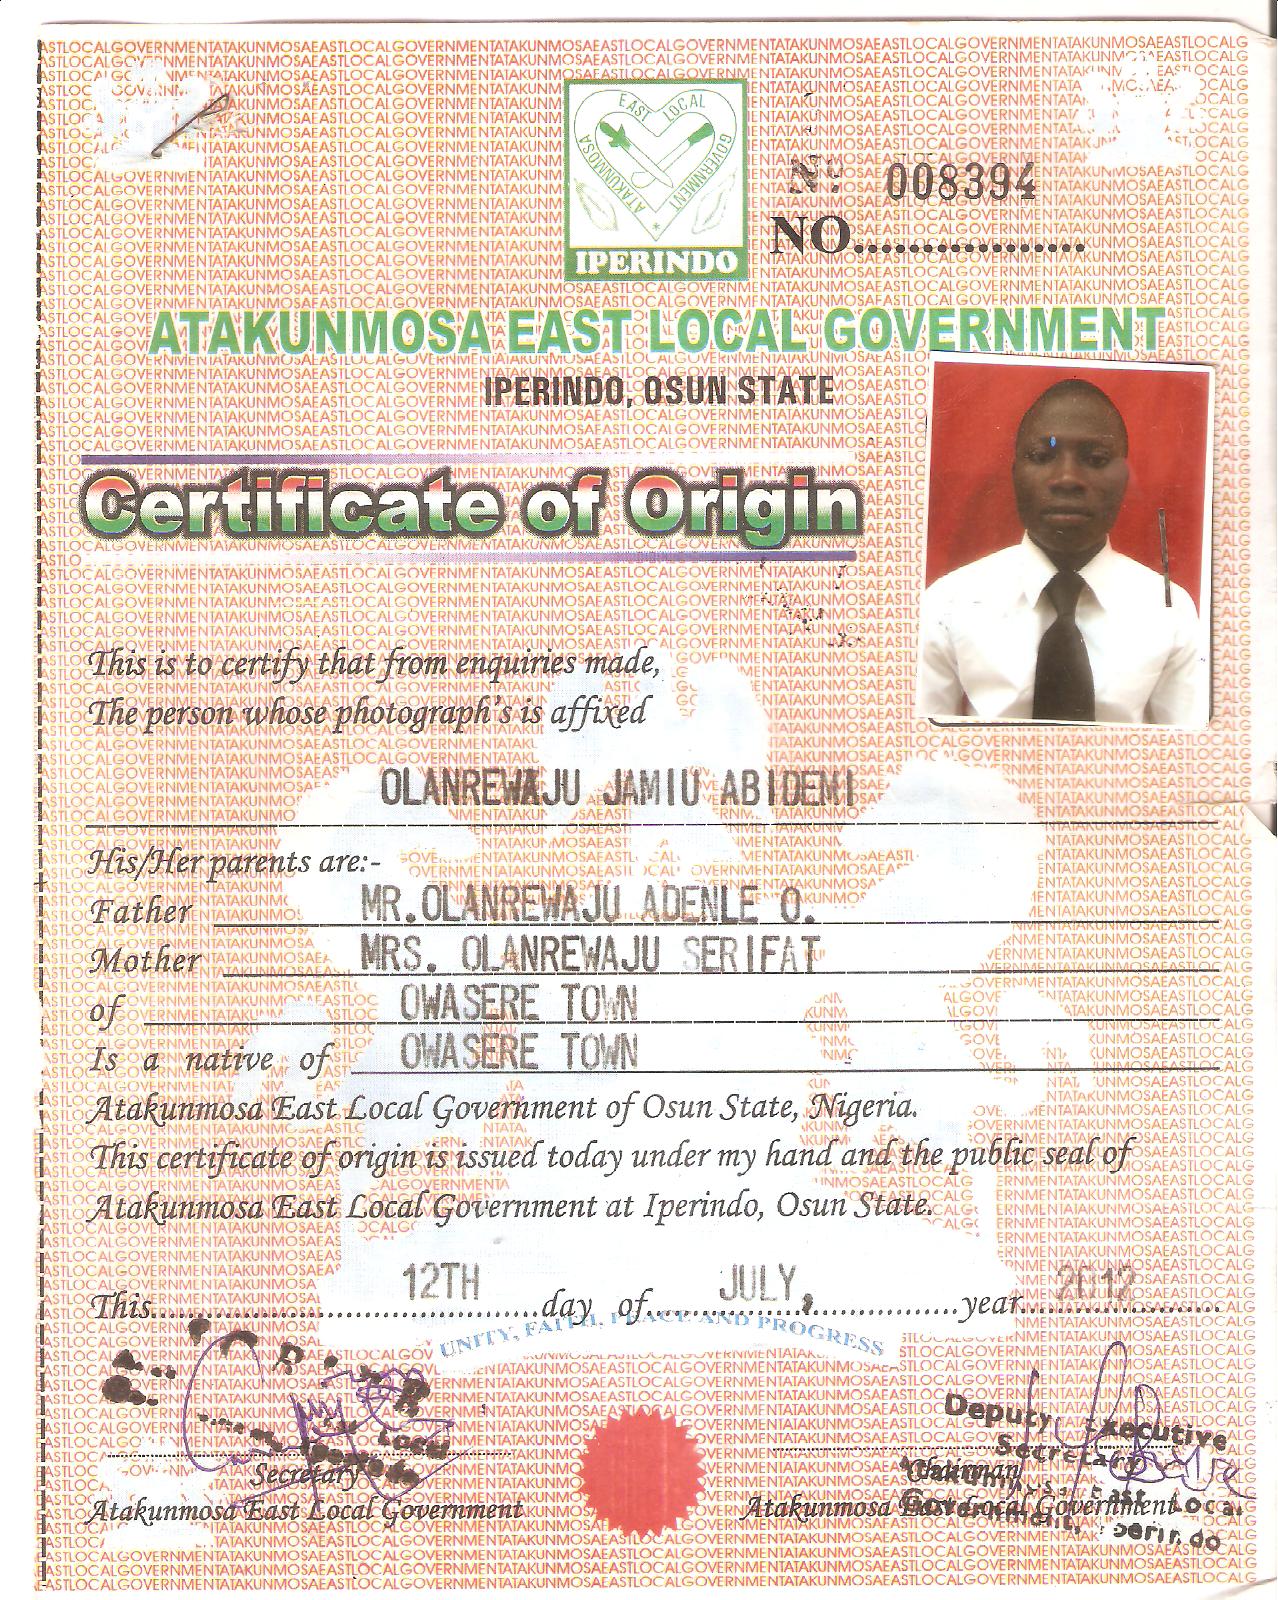 EAST LOCAL
ATAKUNMOSA
GOVERNMENT
ATAKUNMOSA
GOVERNMENT
IPERINDO
Nº 008394
NO.................
ATAKUNMOSA EAST LOCAL GOVERNMENT
IPERINDO, OSUN STATE
Certificate of Origin
This is to certify that from enquiries made,
The person whose photograph's is affixed
OLANREWAJU JAMIU ABIDEMI
His/Her parents are:-
Father MR.OLANREWAJU ADENLE O.
Mother MRS. OLANREWAJU SERIFAT
of OWASERE TOWN
Is a native of OWASERE TOWN
Atakunmosa East Local Government of Osun State, Nigeria.
This certificate of origin is issued today under my hand and the public seal of
Atakunmosa East Local Government at Iperindo, Osun State.
This 12TH day of JULY, year 2012
UNITY, FAITH, PEACE AND PROGRESS
Deputy Executive
Secretary
Secretary
Chairman
Atakunmosa East Local Government
Atakunmosa East Local Government
East Local
Government, Iperindo